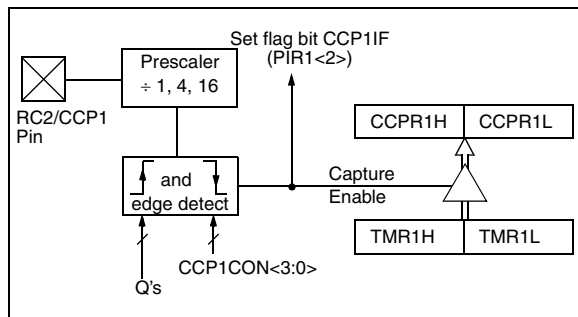 Set flag bit CCP1IF
(PIR1<2>)
Prescaler
÷ 1, 4, 16
RC2/CCP1
Pin
CCPR1H
CCPR1L
and
edge detect
Capture
Enable
TMR1H
TMR1L
CCP1CON<3:0>
Q's